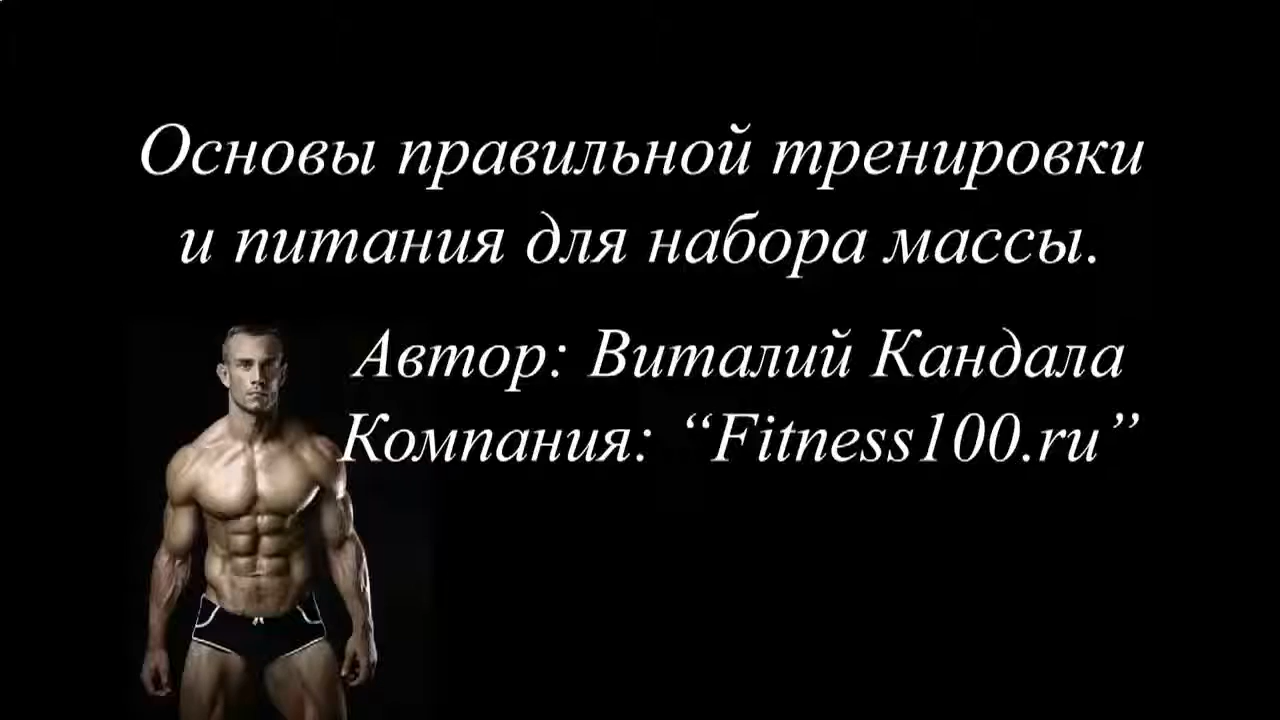 Основы правильной тренировки
и питания для набора массы.
Автор: Виталий Кандала
Компания: “Fitness100.ru”